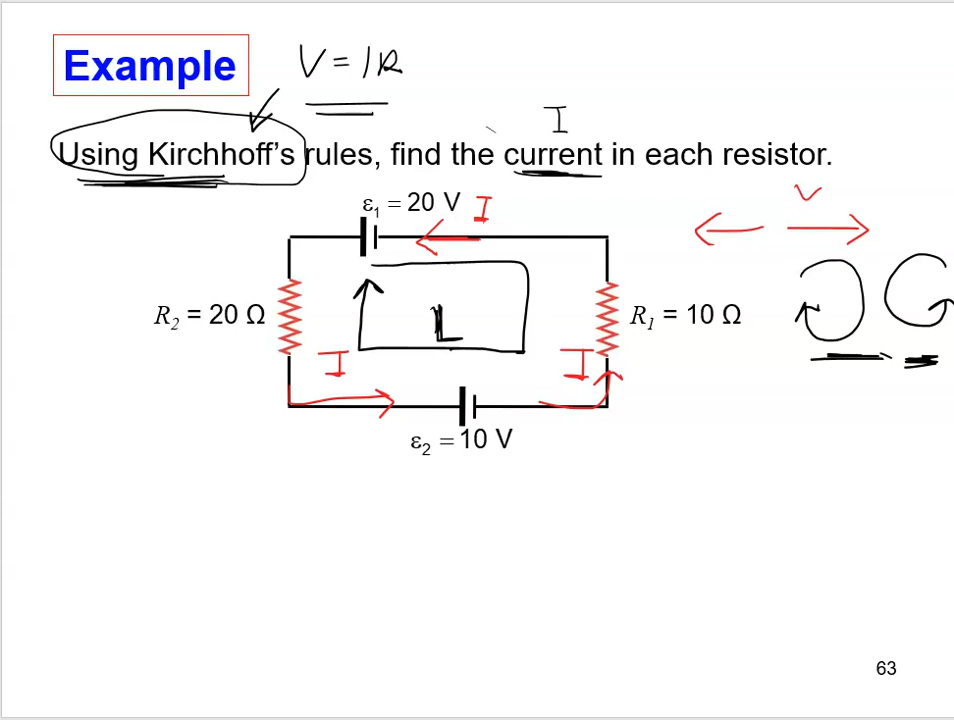 Example
V = IR
I
Using Kirchhoff's rules, find the current in each resistor.
ε1 = 20 V
I
V
R2 = 20 Ω
L
R1 = 10 Ω
I
I
ε2 = 10 V
63